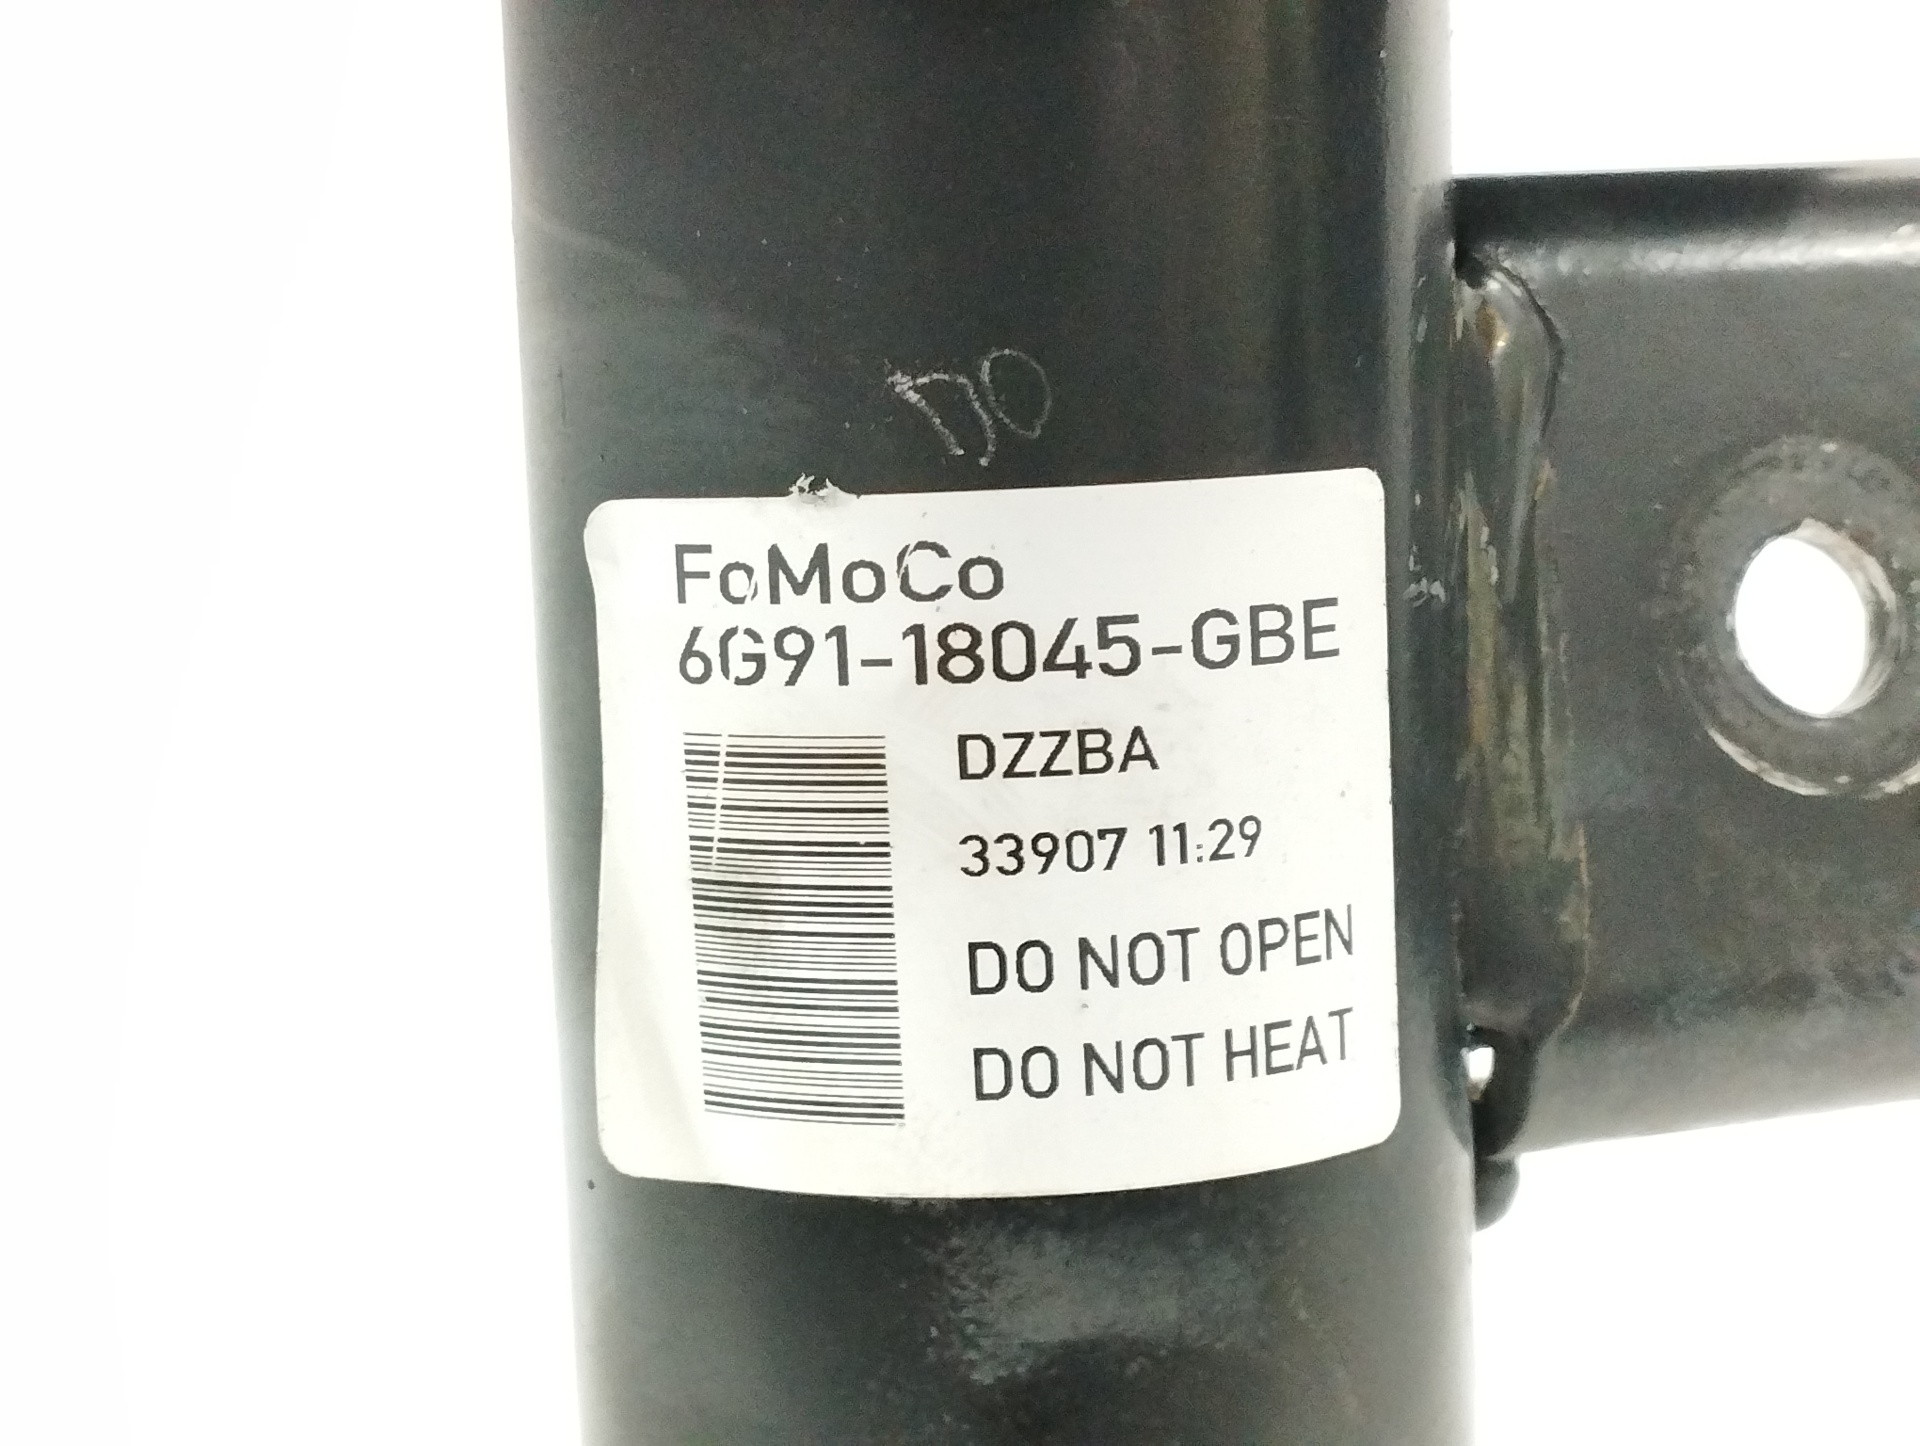 FoMoCo
6G91-18045-GBE
DZZBA
33907 11:29
DO NOT OPEN
DO NOT HEAT